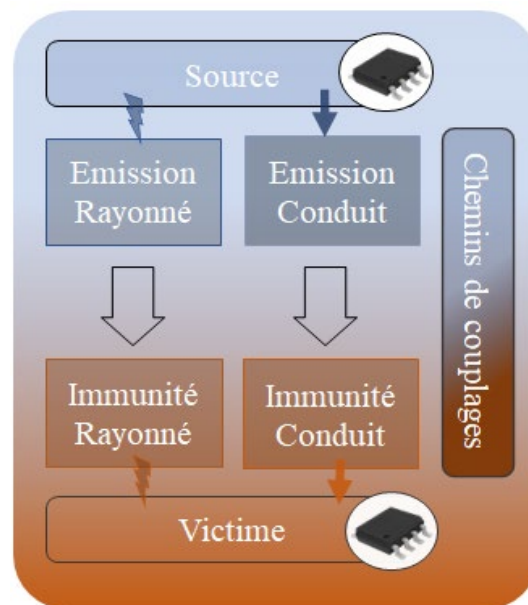 Source
Emission
Rayonné
Emission
Conduit
Chemins de couplages
Immunité
Rayonné
Immunité
Conduit
Victime